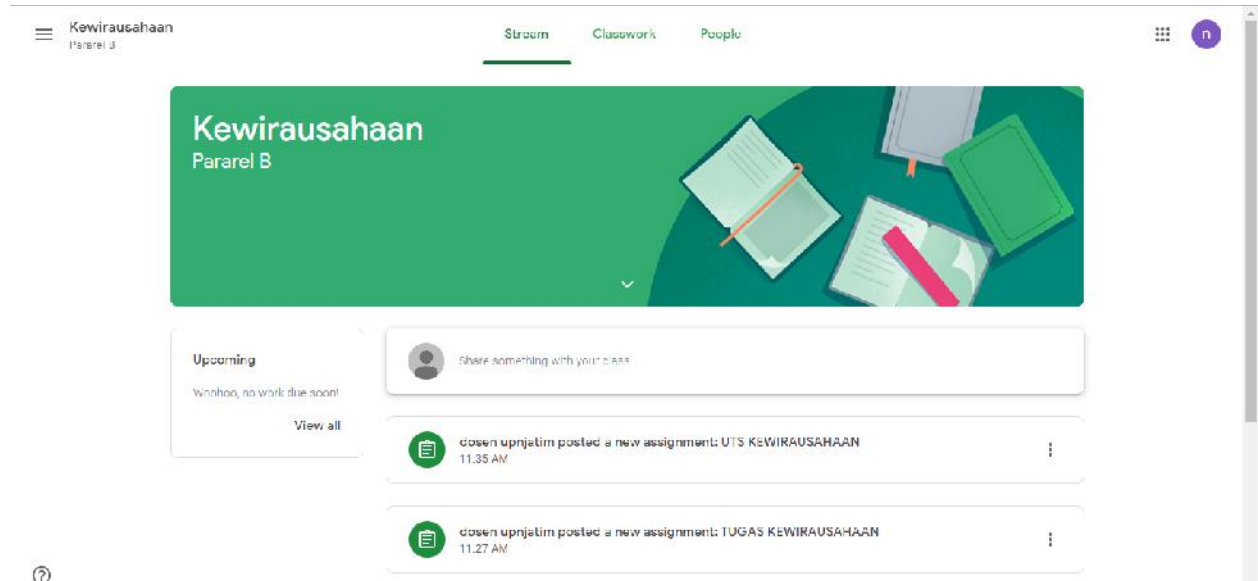 Kewirausahaan
Pararel B
Stream
Classwork
People
n
Kewirausahaan
Pararel B
Upcoming
Woohoo, no work due soon!
View all
Share something with your class
dosen upnjatim posted a new assignment: UTS KEWIRAUSAHAAN
11.35 AM
dosen upnjatim posted a new assignment: TUGAS KEWIRAUSAHAAN
11.27 AM